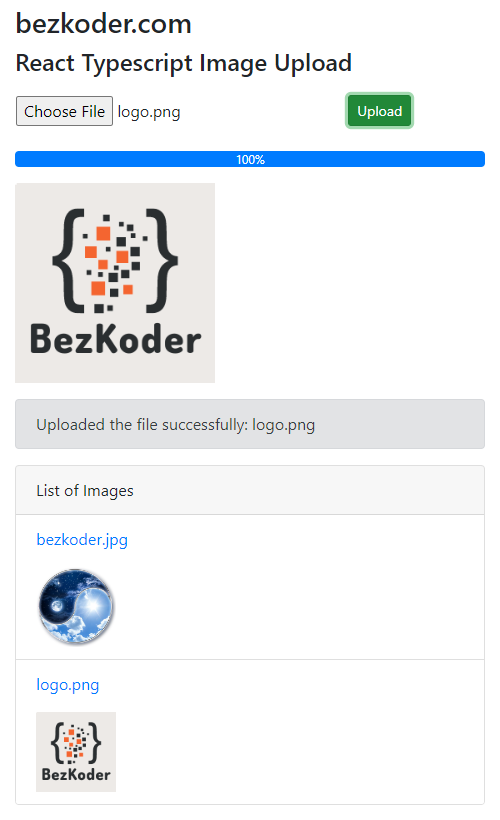 bezkoder.com
React Typescript Image Upload
Choose File logo.png Upload
100%
{ }
BezKoder
Uploaded the file successfully: logo.png
List of Images
bezkoder.jpg
logo.png
{ }
BezKoder